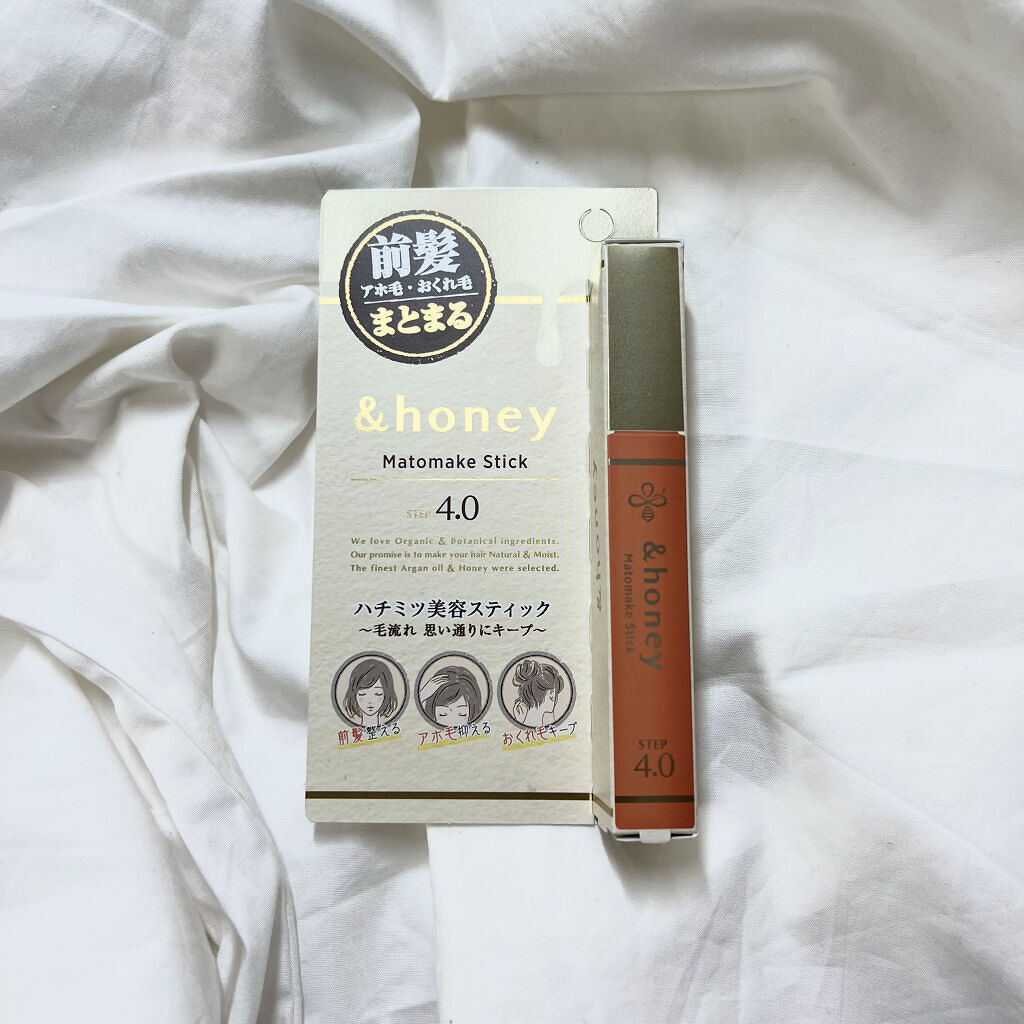 前髪
アホ毛・おくれ毛
まとまる
&honey
Matomake Stick
STEP 4.0
We love Organic & Botanical ingredients.
Our promise is to make your hair Natural & Moist.
The finest Argan oil & Honey were selected.
ハチミツ美容スティック
〜毛流れ 思い通りにキープ〜
前髪整える
アホ毛抑える
おくれ毛キープ
&honey
&honey
Matomake Stick
STEP
4.0